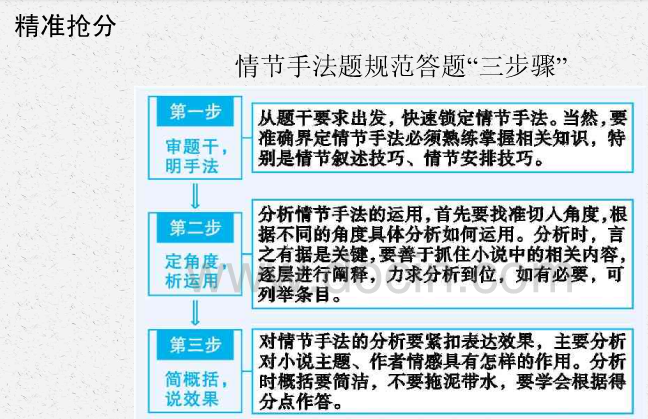 精准抢分
情节手法题规范答题“三步骤”
第一步
审题干，
明手法
从题干要求出发，快速锁定情节手法。当然，要
准确界定情节手法必须熟练掌握相关知识，特
别是情节叙述技巧、情节安排技巧。
第二步
定角度，
析运用
分析情节手法的运用，首先要找准切入角度，根
据不同的角度具体分析如何运用。分析时，言
之有据是关键，要善于抓住小说中的相关内容，
逐层进行阐释，力求分析到位，如有必要，可
列举条目。
第三步
简概括，
说效果
对情节手法的分析要紧扣表达效果，主要分析
对小说主题、作者情感具有怎样的作用。分析
时概括要简洁，不要拖泥带水，要学会根据得
分点作答。
www.docin.com